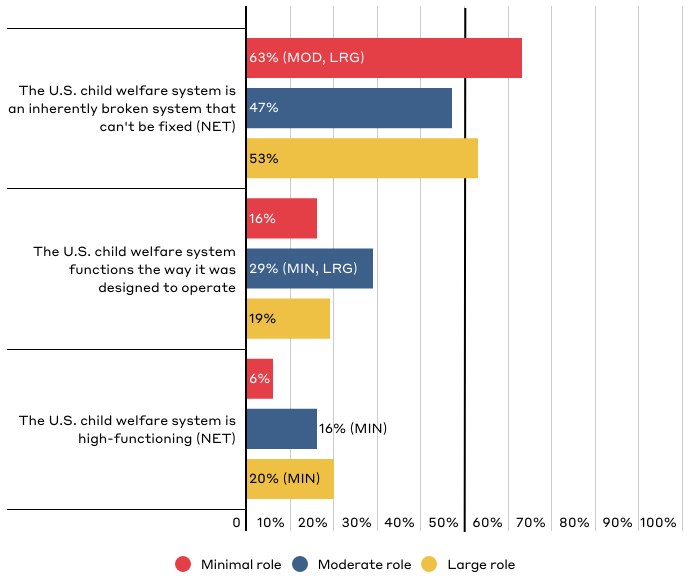 The U.S. child welfare system is
an inherently broken system that
can't be fixed (NET)
63% (MOD, LRG)
47%
53%
The U.S. child welfare system
functions the way it was
designed to operate
16%
29% (MIN, LRG)
19%
The U.S. child welfare system is
high-functioning (NET)
6%
16% (MIN)
20% (MIN)
0 10% 20% 30% 40% 50% 60% 70% 80% 90% 100%
Minimal role Moderate role Large role